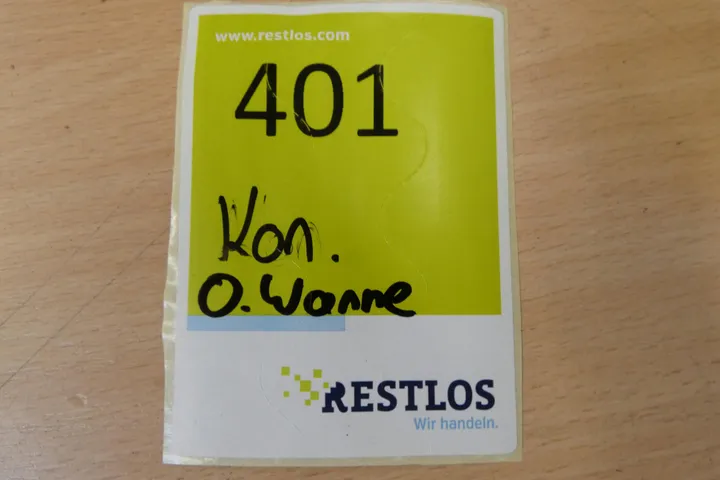 www.restlos.com
401
Kon.
O. Wanne
RESTLOS
Wir handeln.